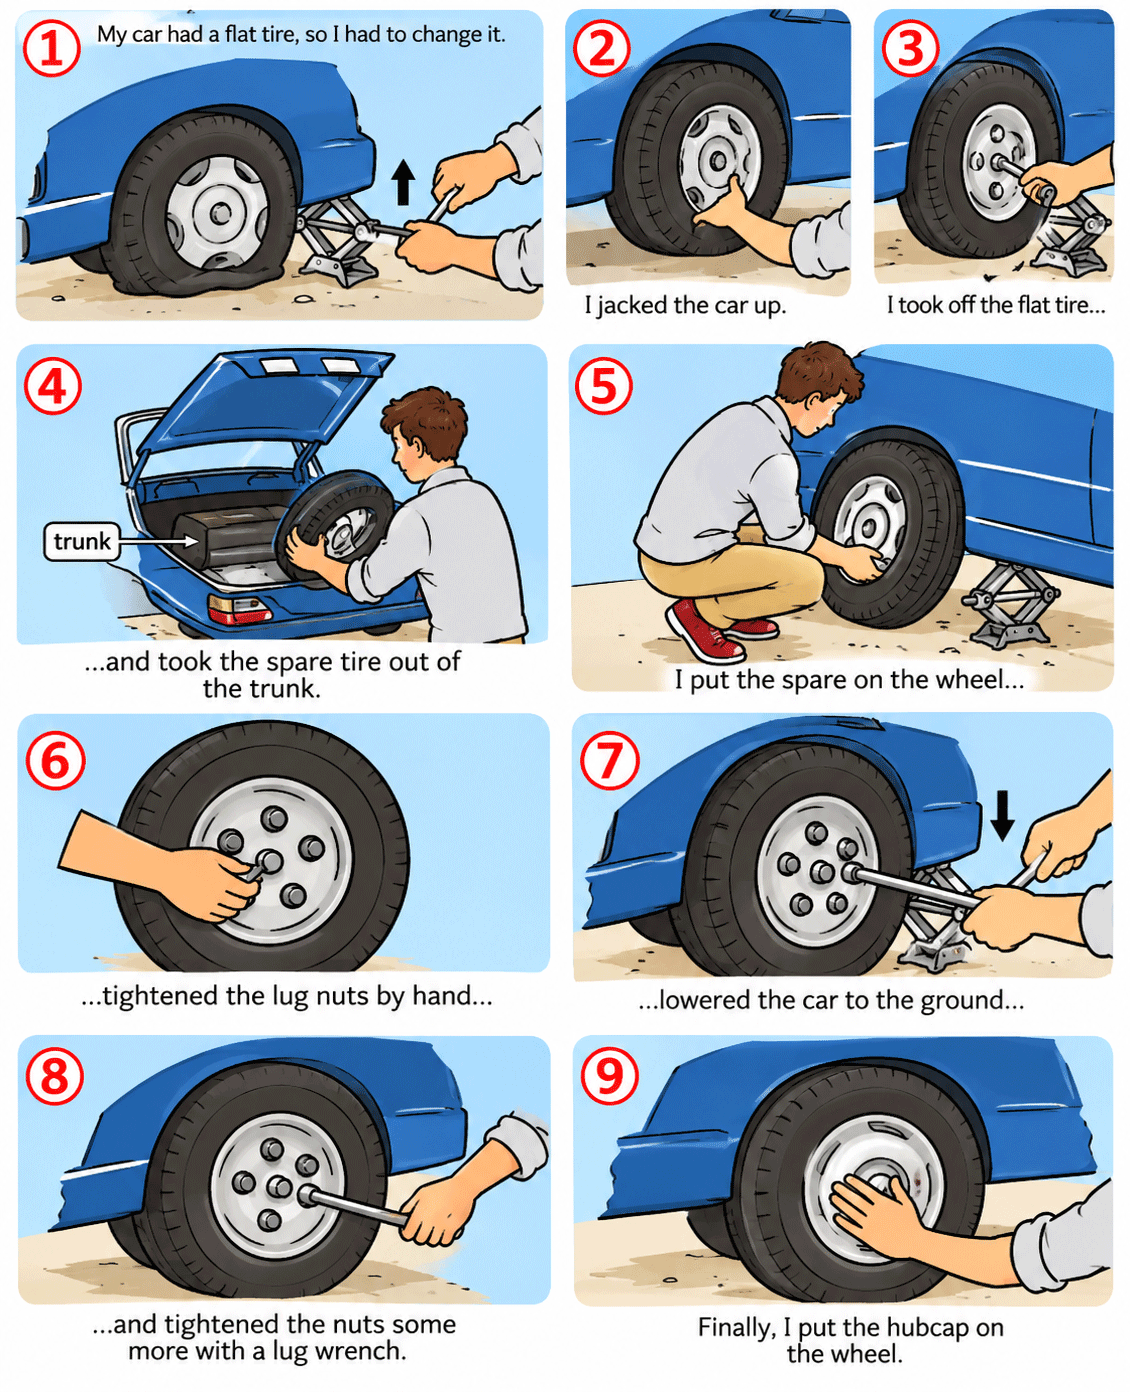 ①
My car had a flat tire, so I had to change it.
②
I jacked the car up.
③
I took off the flat tire...
④
trunk
...and took the spare tire out of
the trunk.
⑤
I put the spare on the wheel...
⑥
...tightened the lug nuts by hand...
⑦
...lowered the car to the ground...
⑧
...and tightened the nuts some
more with a lug wrench.
⑨
Finally, I put the hubcap on
the wheel.